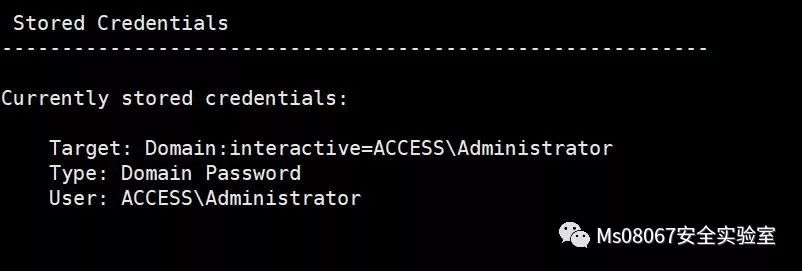 Stored Credentials
-----------------------------------------------------------
Currently stored credentials:
Target: Domain:interactive=ACCESS\Administrator
Type: Domain Password
User: ACCESS\Administrator
Ms08067安全实验室